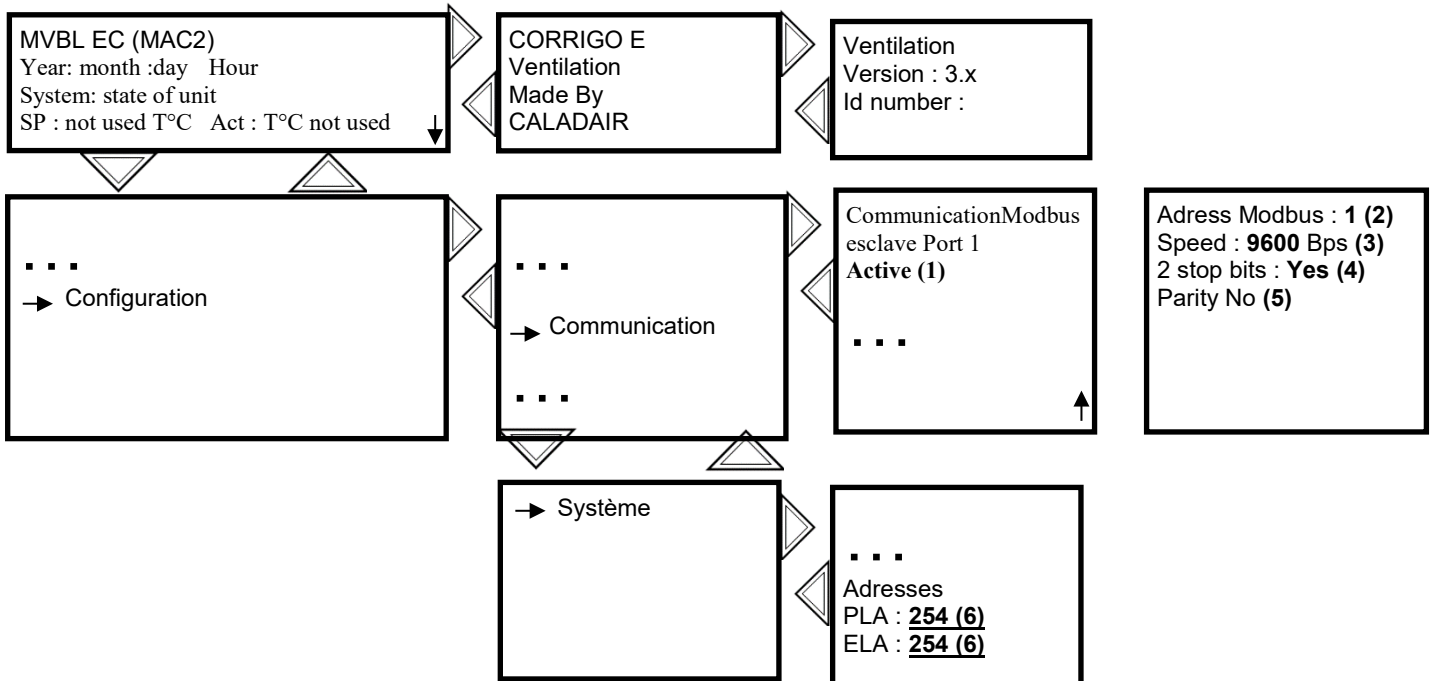 MVBL EC (MAC2)
Year: month :day Hour
System: state of unit
SP : not used T°C Act : T°C not used
CORRIGO E
Ventilation
Made By
CALADAIR
Ventilation
Version : 3.x
Id number :
. . .
Configuration
. . .
Communication
. . .
CommunicationModbus
esclave Port 1
Active (1)
. . .
Adress Modbus : 1 (2)
Speed : 9600 Bps (3)
2 stop bits : Yes (4)
Parity No (5)
Système
. . .
Adresses
PLA : 254 (6)
ELA : 254 (6)